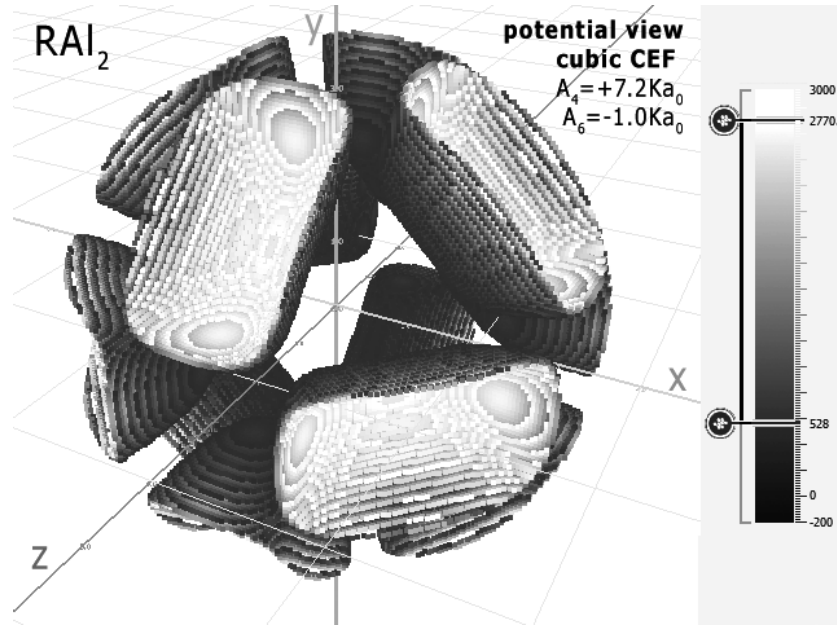 RAl₂
potential view
cubic CEF
A₄=+7.2Ka₀
A₆=-1.0Ka₀
y
x
z
3000
2770
528
0
-200